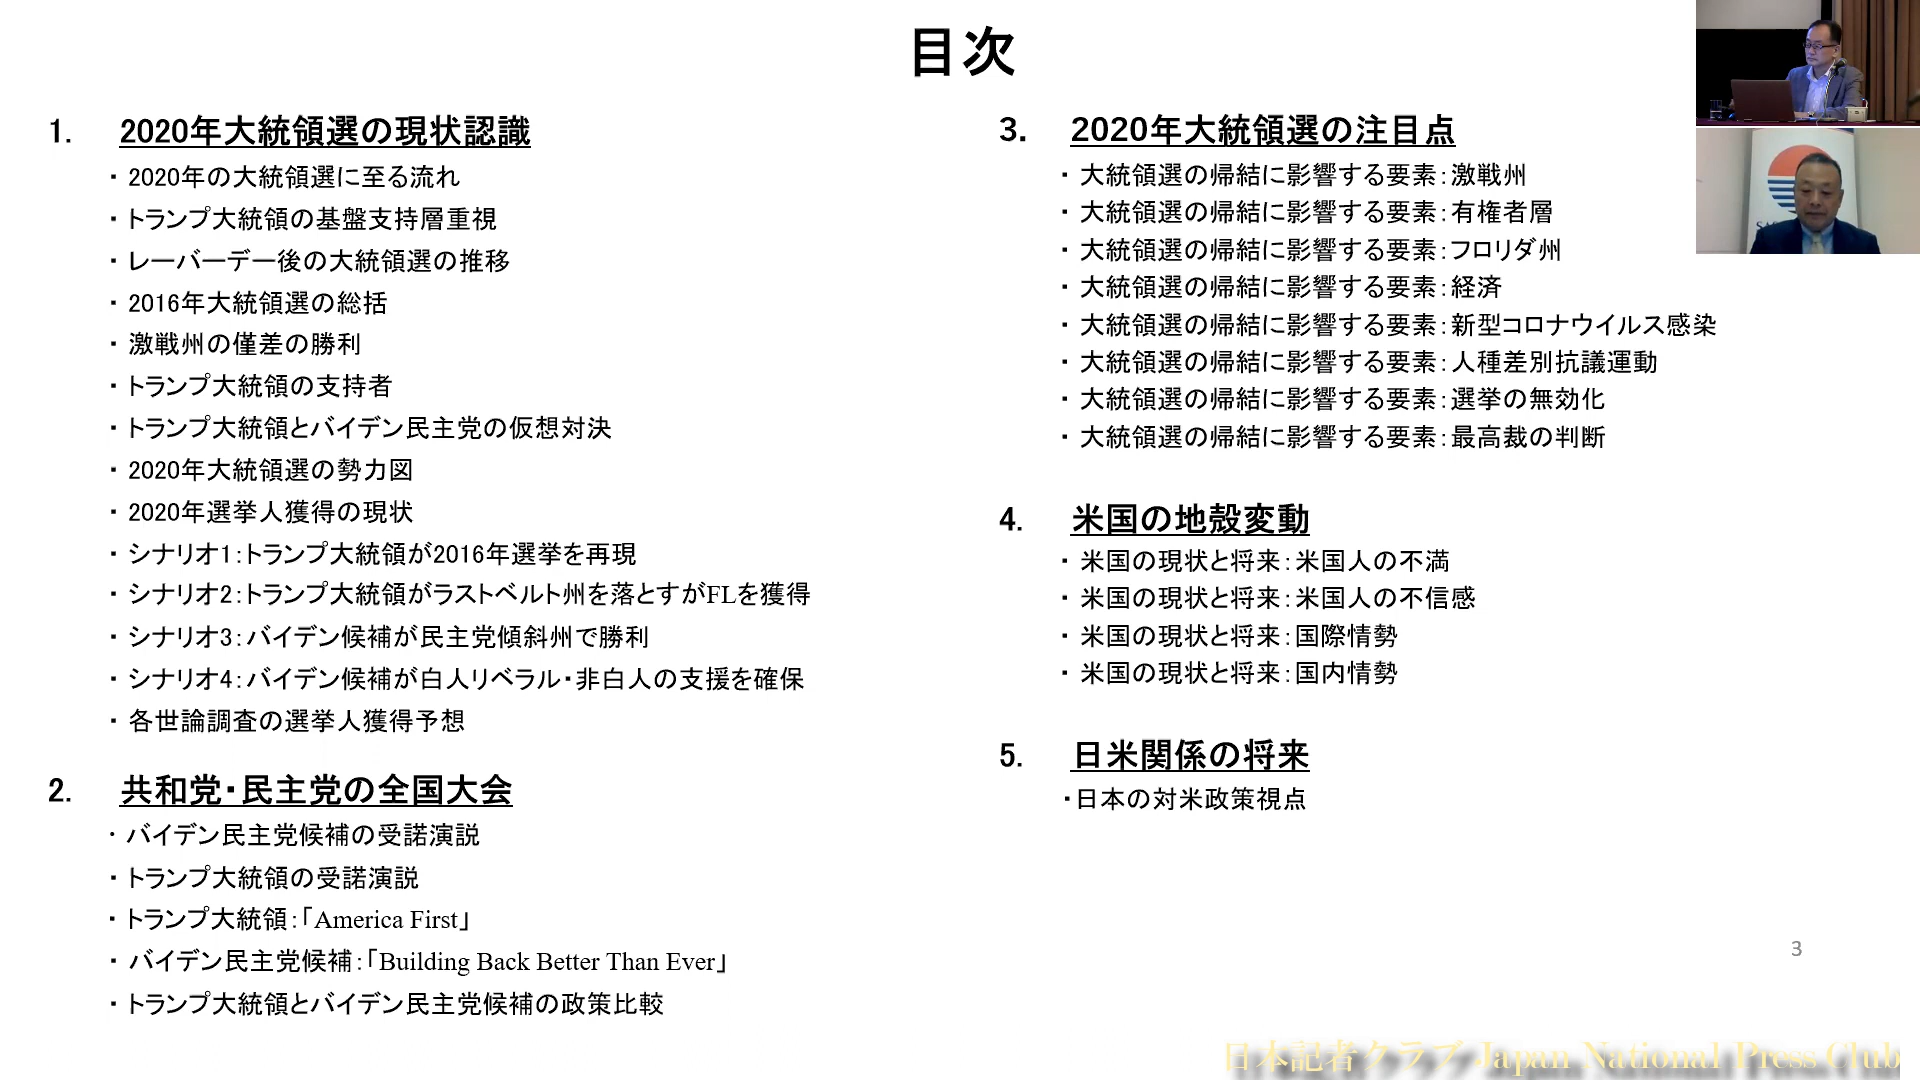 目次
1. 2020年大統領選の現状認識
・2020年の大統領選に至る流れ
・トランプ大統領の基盤支持層重視
・レーバーデー後の大統領選の推移
・2016年大統領選の総括
・激戦州の僅差の勝利
・トランプ大統領の支持者
・トランプ大統領とバイデン民主党の仮想対決
・2020年大統領選の勢力図
・2020年選挙人獲得の現状
・シナリオ1：トランプ大統領が2016年選挙を再現
・シナリオ2：トランプ大統領がラストベルト州を落とすがFLを獲得
・シナリオ3：バイデン候補が民主党傾斜州で勝利
・シナリオ4：バイデン候補が白人リベラル・非白人の支援を確保
・各世論調査の選挙人獲得予想
2. 共和党・民主党の全国大会
・バイデン民主党候補の受諾演説
・トランプ大統領の受諾演説
・トランプ大統領：「America First」
・バイデン民主党候補：「Building Back Better Than Ever」
・トランプ大統領とバイデン民主党候補の政策比較
3. 2020年大統領選の注目点
・大統領選の帰結に影響する要素：激戦州
・大統領選の帰結に影響する要素：有権者層
・大統領選の帰結に影響する要素：フロリダ州
・大統領選の帰結に影響する要素：経済
・大統領選の帰結に影響する要素：新型コロナウイルス感染
・大統領選の帰結に影響する要素：人種差別抗議運動
・大統領選の帰結に影響する要素：選挙の無効化
・大統領選の帰結に影響する要素：最高裁の判断
4. 米国の地殻変動
・米国の現状と将来：米国人の不満
・米国の現状と将来：米国人の不信感
・米国の現状と将来：国際情勢
・米国の現状と将来：国内情勢
5. 日米関係の将来
・日本の対米政策視点
3
日本記者クラブ Japan National Press Club